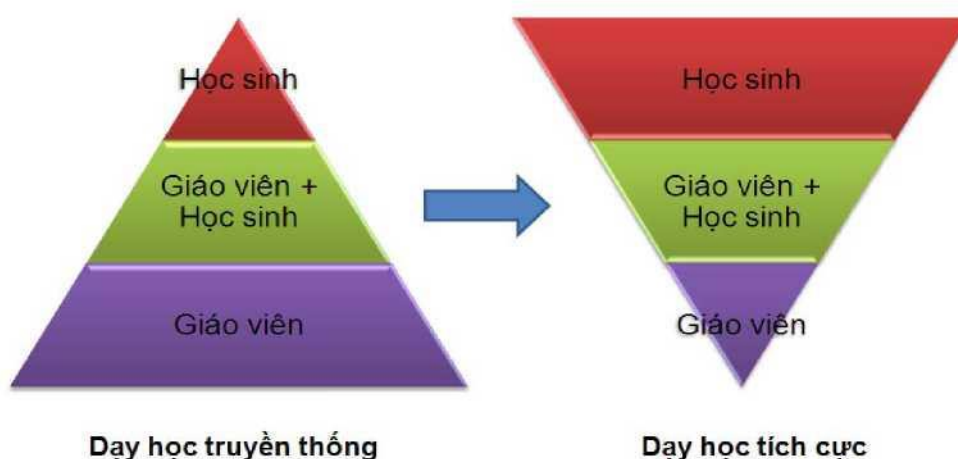 Học sinh
Giáo viên +
Học sinh
Giáo viên
Dạy học truyền thống
Học sinh
Giáo viên +
Học sinh
Giáo viên
Dạy học tích cực